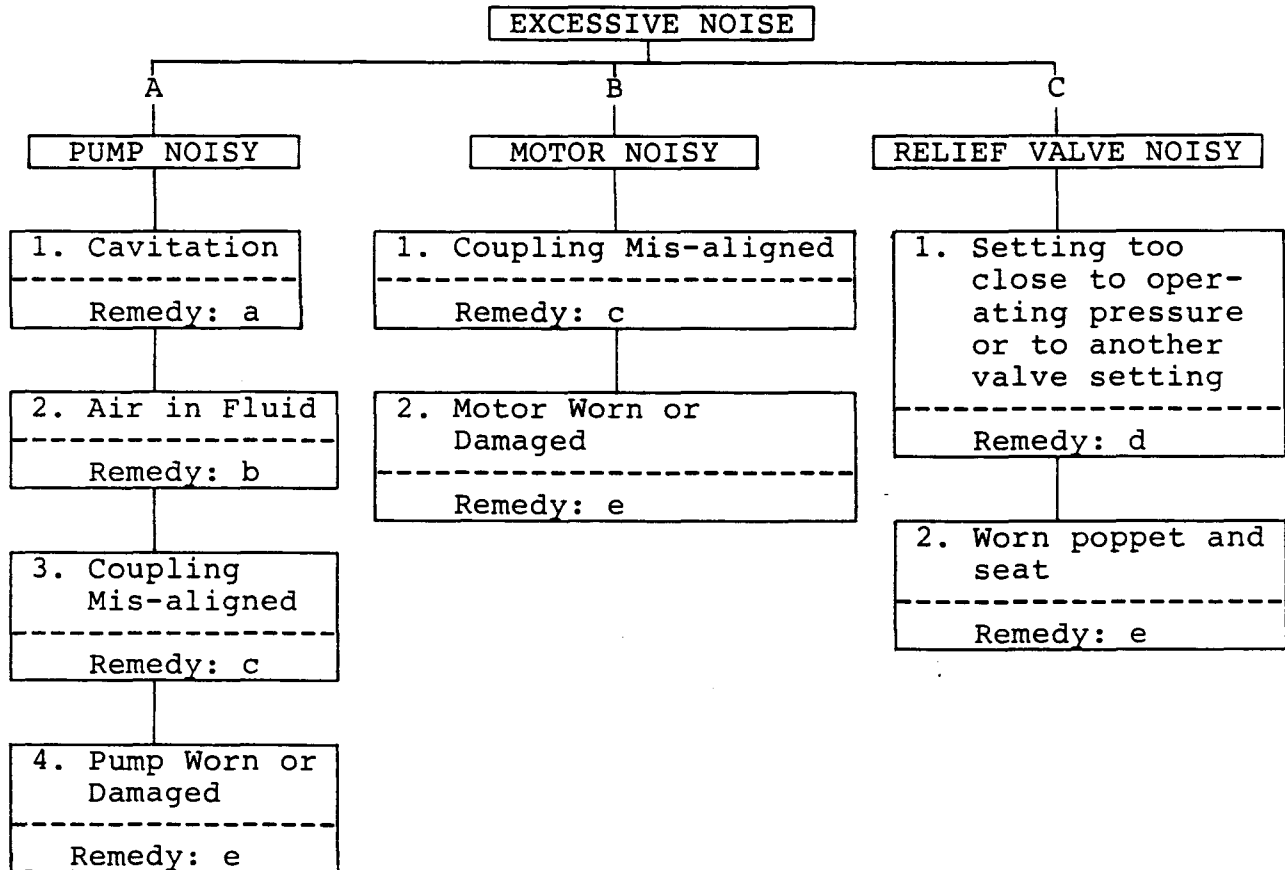 EXCESSIVE NOISE
A
B
C
PUMP NOISY
MOTOR NOISY
RELIEF VALVE NOISY
1. Cavitation
Remedy: a
2. Air in Fluid
Remedy: b
3. Coupling
Mis-aligned
Remedy: c
4. Pump Worn or
Damaged
Remedy: e
1. Coupling Mis-aligned
Remedy: c
2. Motor Worn or
Damaged
Remedy: e
1. Setting too
close to oper-
ating pressure
or to another
valve setting
Remedy: d
2. Worn poppet and
seat
Remedy: e